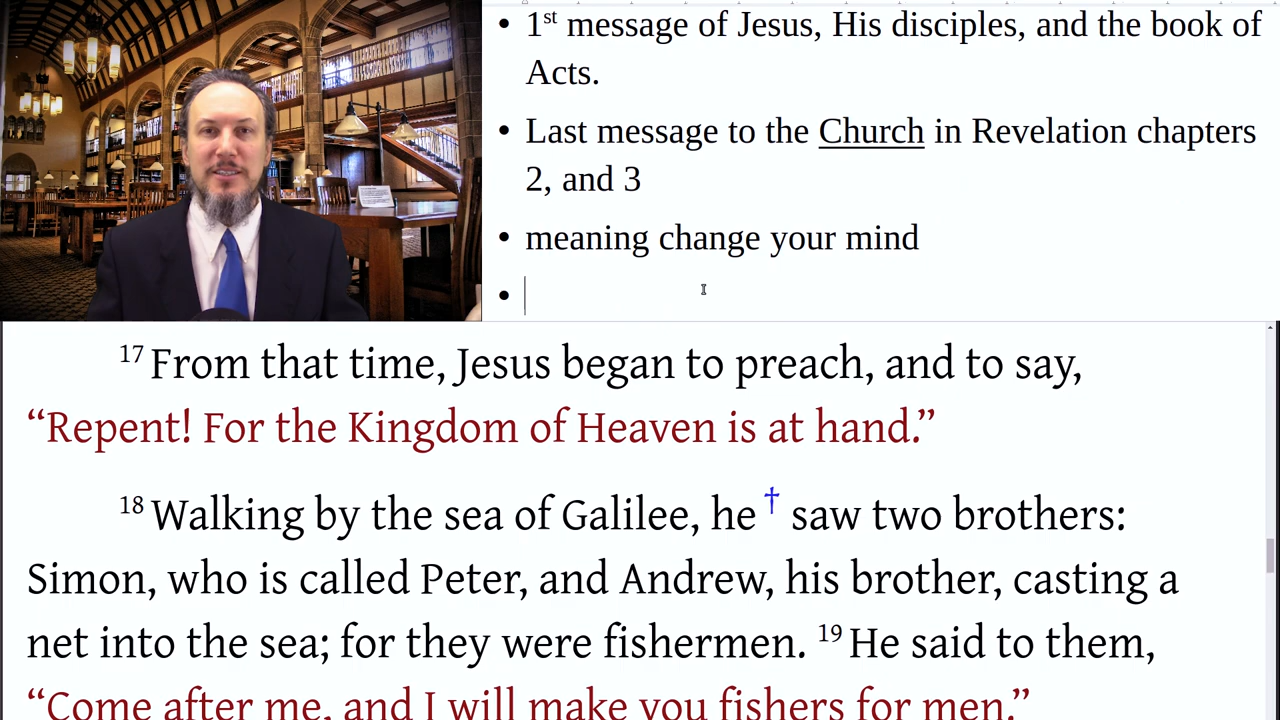 • 1st message of Jesus, His disciples, and the book of
Acts.
• Last message to the Church in Revelation chapters
2, and 3
• meaning change your mind
•
17 From that time, Jesus began to preach, and to say,
“Repent! For the Kingdom of Heaven is at hand.”
18 Walking by the sea of Galilee, he † saw two brothers:
Simon, who is called Peter, and Andrew, his brother, casting a
net into the sea; for they were fishermen. 19 He said to them,
“Come after me, and I will make you fishers for men.”